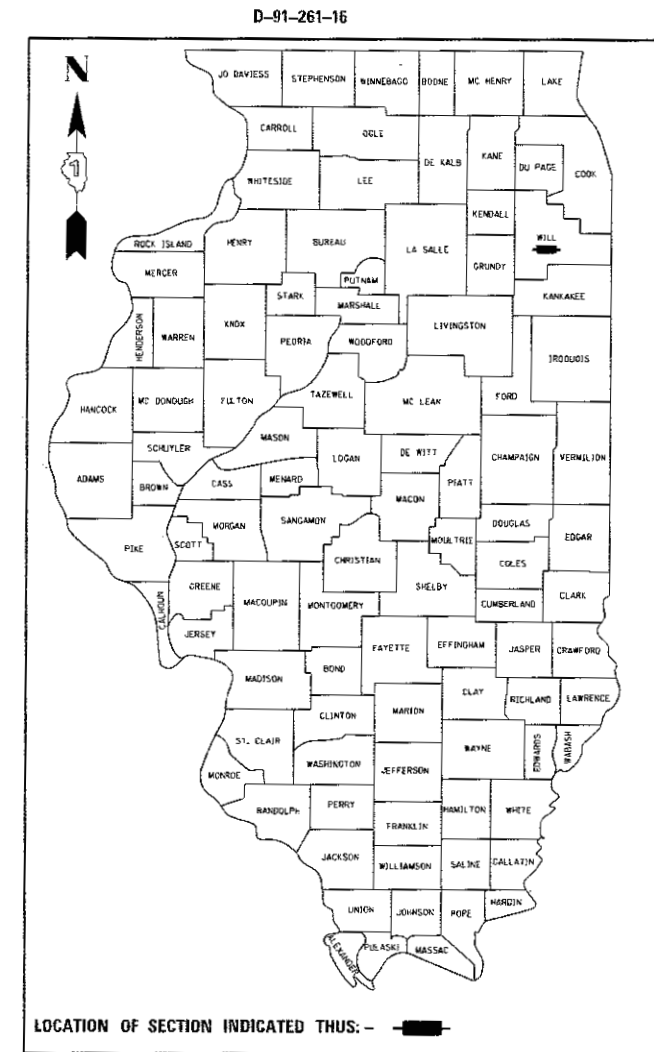 D-91-261-16
N
JO DAVIESS STEPHENSON WINNEBAGO BOONE MC HENRY LAKE
CARROLL OGLE DE KALB KANE DU PAGE COOK
WHITESIDE LEE
KENDALL
WILL
ROCK ISLAND HENRY BUREAU LA SALLE GRUNDY
MERCER PUTNAM KANKAKEE
STARK MARSHALL
HENDERSON WARREN KNOX PEORIA WOODFORD LIVINGSTON IROQUOIS
HANCOCK MC DONOUGH FULTON TAZEWELL MC LEAN FORD
MASON
SCHUYLER LOGAN DE WITT CHAMPAIGN VERMILION
ADAMS BROWN CASS MENARD PIATT
MACON
MORGAN SANGAMON DOUGLAS
PIKE SCOTT CHRISTIAN MOULTRIE EDGAR
COLES
CALHOUN GREENE MACOUPIN MONTGOMERY SHELBY CUMBERLAND CLARK
JERSEY FAYETTE EFFINGHAM JASPER CRAWFORD
MADISON BOND
CLAY RICHLAND LAWRENCE
CLINTON MARION
ST. CLAIR WAYNE EDWARDS WABASH
WASHINGTON JEFFERSON
MONROE
RANDOLPH PERRY HAMILTON WHITE
FRANKLIN
JACKSON WILLIAMSON SALINE GALLATIN
UNION JOHNSON POPE HARDIN
ALEXANDER PULASKI MASSAC
LOCATION OF SECTION INDICATED THUS: -